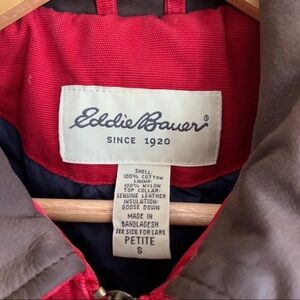 Eddie Bauer®
SINCE 1920
SHELL:
100% COTTON
LINING:
100% NYLON
TOP COLLAR:
GENUINE LEATHER
INSULATION:
GOOSE DOWN
MADE IN
BANGLADESH
SEE SIDE FOR CARE
PETITE
S